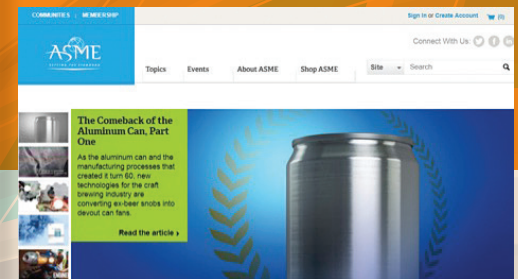 COMMUNITIES
MEMBERSHIP
Sign In or Create Account
(0)
Connect With Us:
ASME
SETTING THE STANDARD
Topics
Events
About ASME
Shop ASME
Site
Search
The Comeback of the
Aluminum Can, Part
One
As the aluminum can and the
manufacturing processes that
created it turn 60, new
technologies for the craft
brewing industry are
converting ex-beer snobs into
devout can fans.
Read the article ›